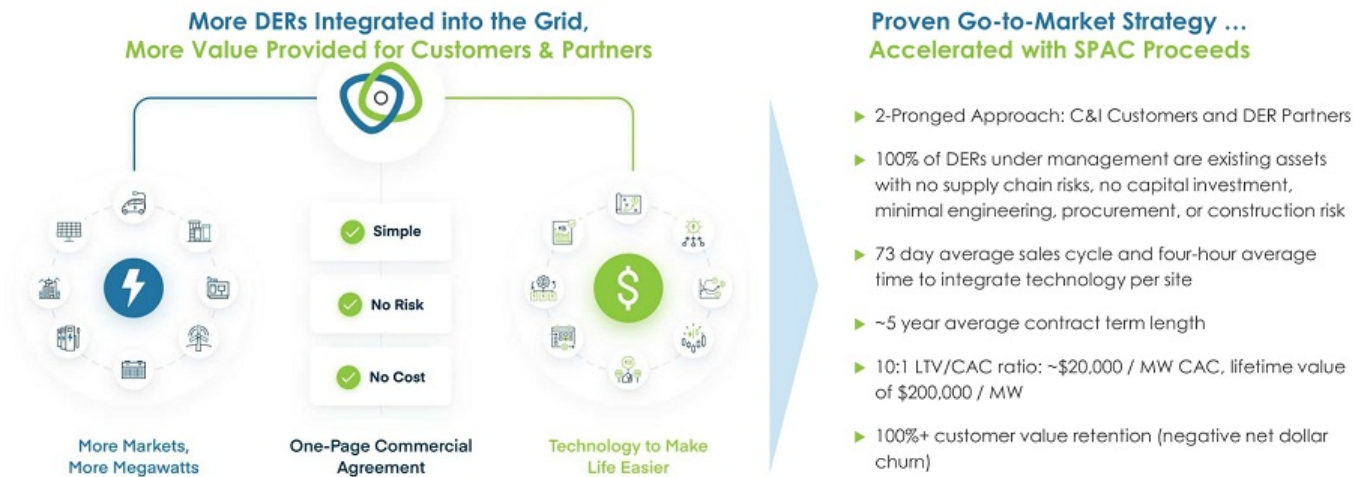 More DERs Integrated into the Grid,
More Value Provided for Customers & Partners
Simple
No Risk
No Cost
More Markets,
More Megawatts
One-Page Commercial
Agreement
Technology to Make
Life Easier
Proven Go-to-Market Strategy ...
Accelerated with SPAC Proceeds
2-Pronged Approach: C&I Customers and DER Partners
100% of DERs under management are existing assets
with no supply chain risks, no capital investment,
minimal engineering, procurement, or construction risk
73 day average sales cycle and four-hour average
time to integrate technology per site
~5 year average contract term length
10:1 LTV/CAC ratio: ~$20,000 / MW CAC, lifetime value
of $200,000 / MW
100%+ customer value retention (negative net dollar
churn)